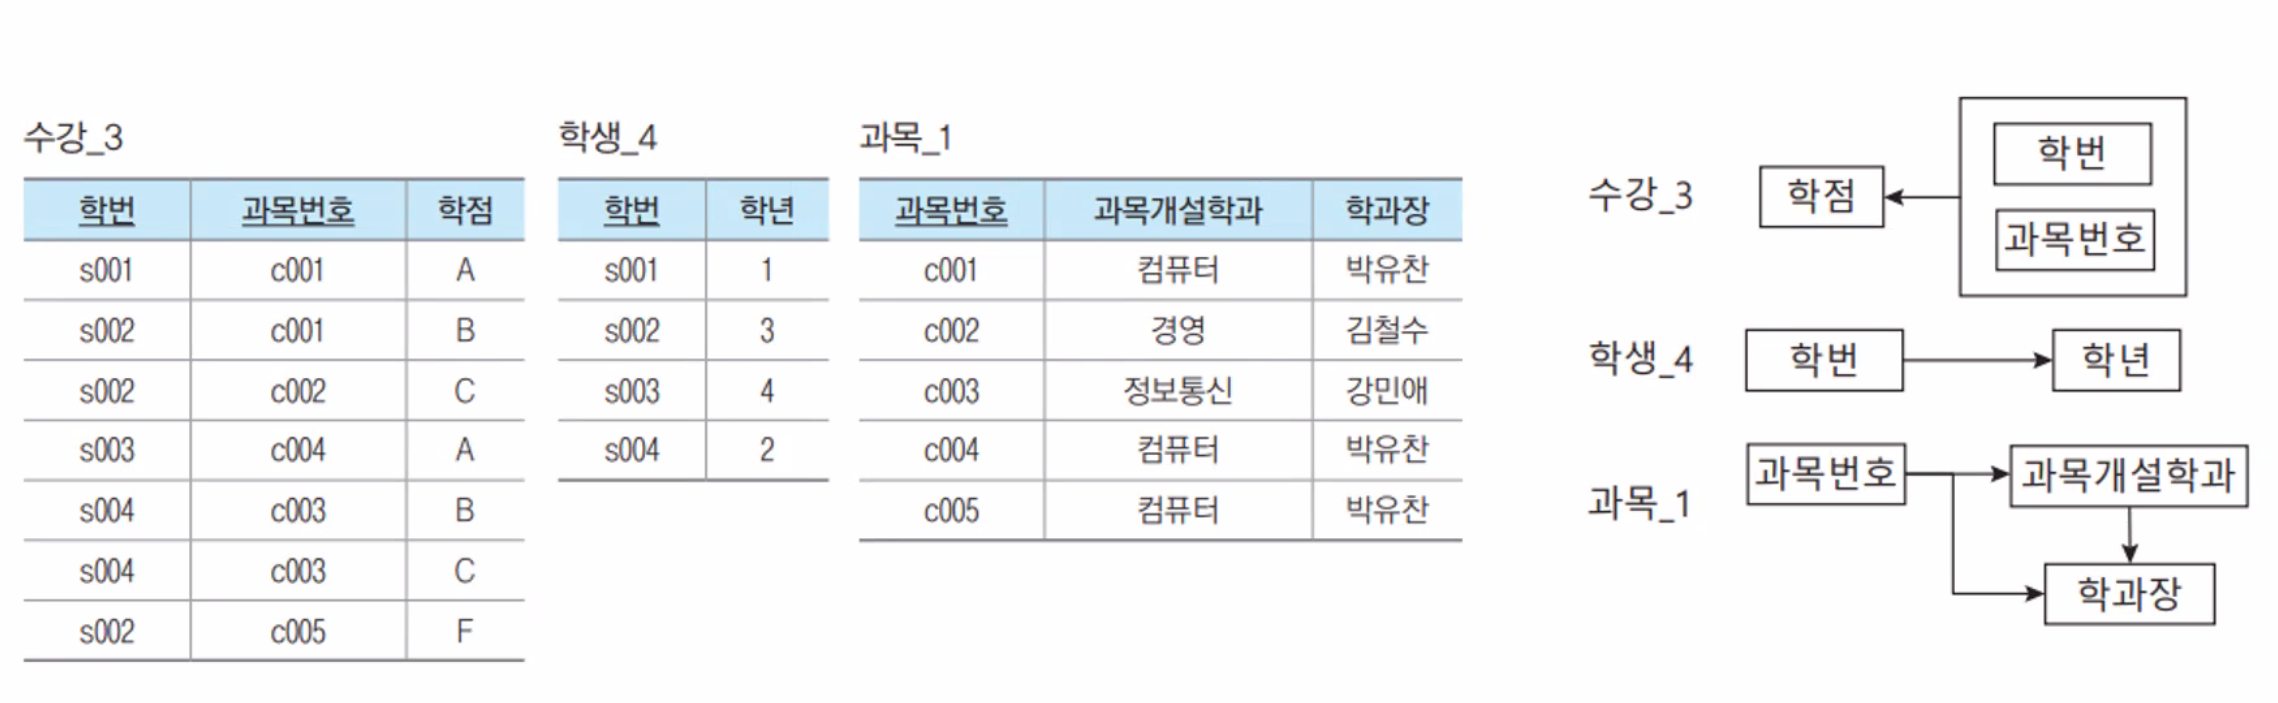 수강_3
학번 과목번호 학점
s001 c001 A
s002 c001 B
s002 c002 C
s003 c004 A
s004 c003 B
s004 c003 C
s002 c005 F
학생_4
학번 학년
s001 1
s002 3
s003 4
s004 2
과목_1
과목번호 과목개설학과 학과장
c001 컴퓨터 박유찬
c002 경영 김철수
c003 정보통신 강민애
c004 컴퓨터 박유찬
c005 컴퓨터 박유찬
수강_3
학점
학번
과목번호
학생_4
학번
학년
과목_1
과목번호
과목개설학과
학과장